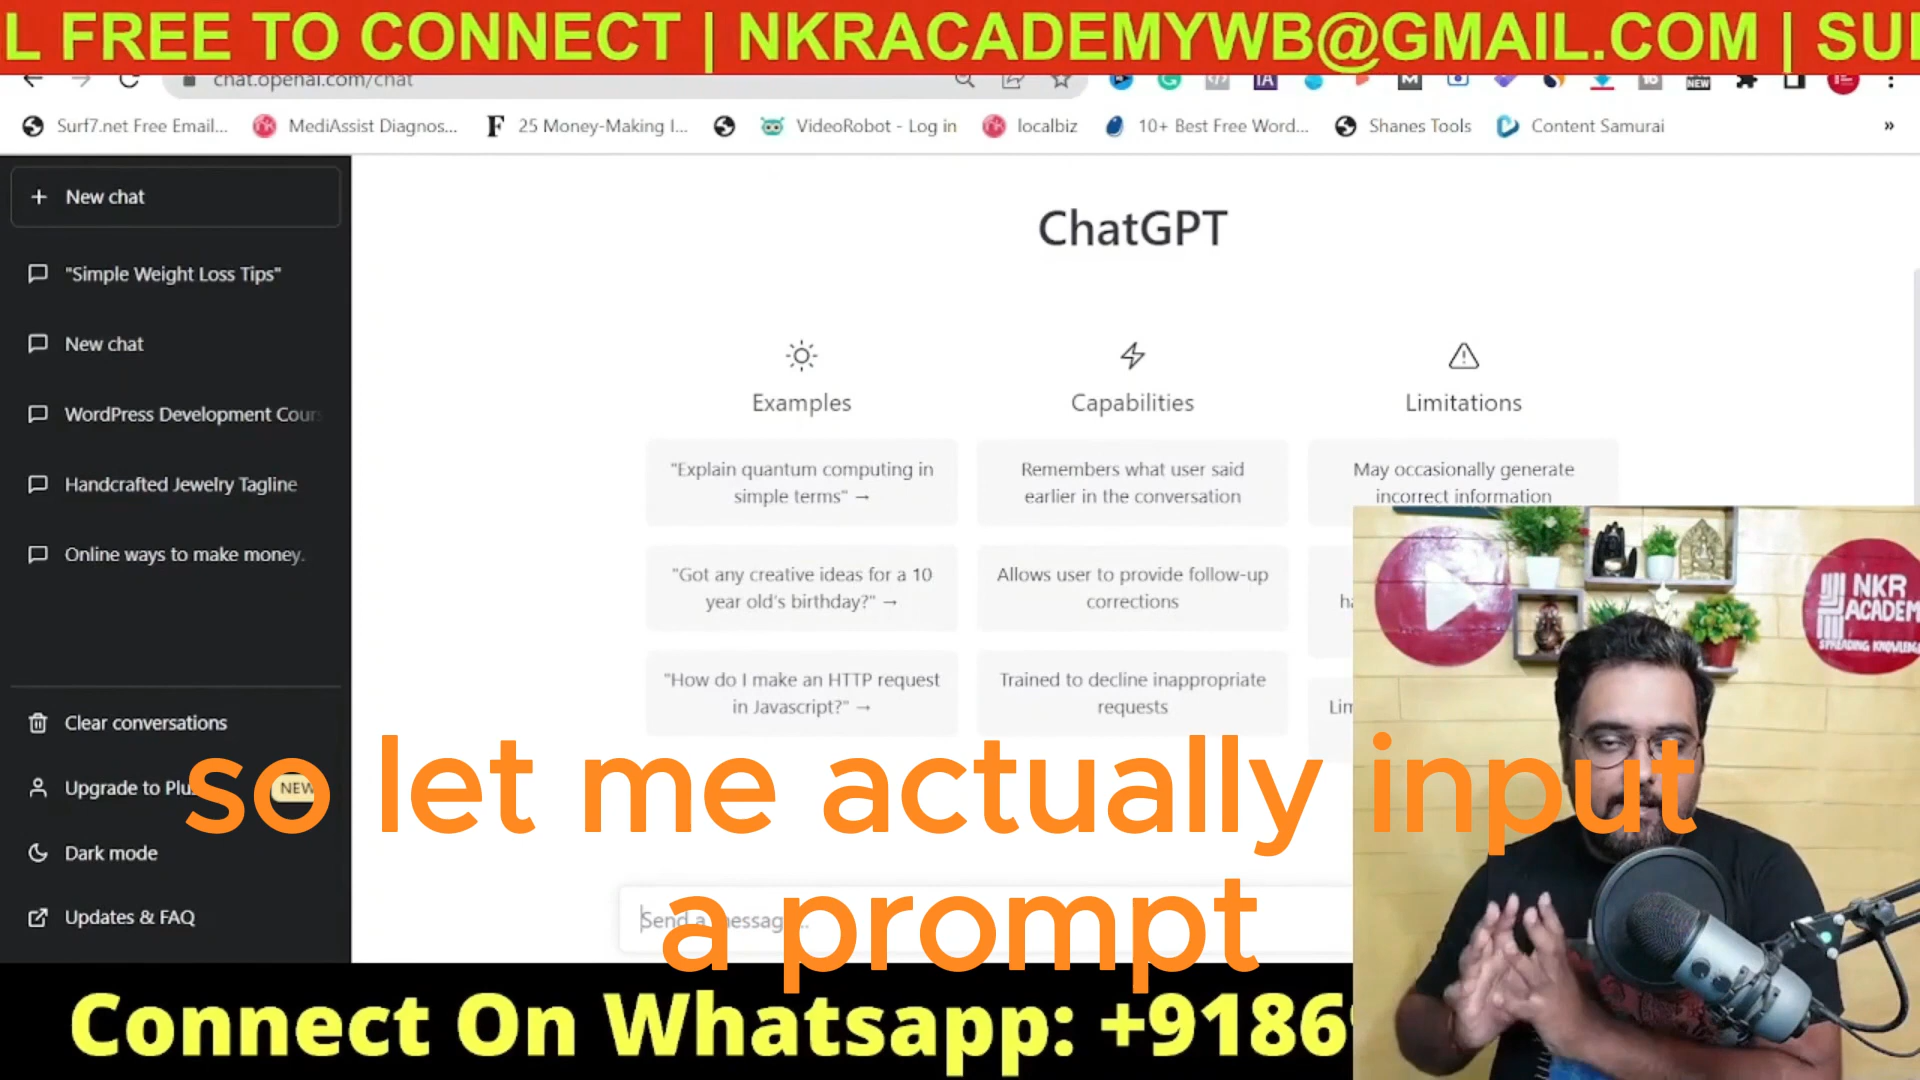 L FREE TO CONNECT | NKRACADEMYWB@GMAIL.COM | SU
chat.openai.com/chat
Surf7.net Free Email... MediAssist Diagnos... 25 Money-Making I... VideoRobot - Log in localbiz 10+ Best Free Word... Shanes Tools Content Samurai »
+ New chat
"Simple Weight Loss Tips"
New chat
WordPress Development Cour
Handcrafted Jewelry Tagline
Online ways to make money.
Clear conversations
Upgrade to Plu NEW
Dark mode
Updates & FAQ
ChatGPT
Examples
"Explain quantum computing in
simple terms" →
"Got any creative ideas for a 10
year old's birthday?" →
"How do I make an HTTP request
in Javascript?" →
Capabilities
Remembers what user said
earlier in the conversation
Allows user to provide follow-up
corrections
Trained to decline inappropriate
requests
Limitations
May occasionally generate
incorrect information
ha
Lim
Send a message...
so let me actually input
a prompt
NKR
ACADEM
SPREADING KNOWLEDG
Connect On Whatsapp: +9186